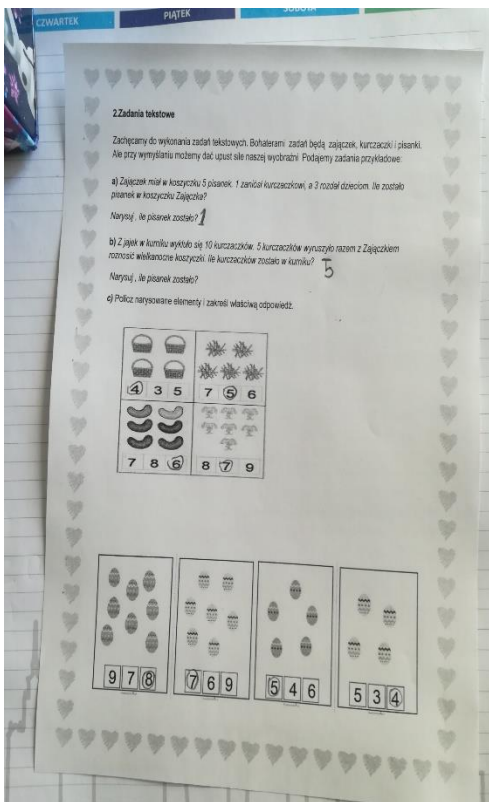 CZWARTEK
PIĄTEK
SOBOTA
2.Zadania tekstowe
Zachęcamy do wykonania zadań tekstowych. Bohaterami zadań będą zajączek, kurczaczki i pisanki.
Ale przy wymyślaniu możemy dać upust sile naszej wyobraźni Podajemy zadania przykładowe:
a) Zajączek miał w koszyczku 5 pisanek. 1 zaniósł kurczaczkowi, a 3 rozdał dzieciom. Ile zostało
pisanek w koszyczku Zajączka?
Narysuj , ile pisanek zostało? 1
b) Z jajek w kurniku wykluło się 10 kurczaczków. 5 kurczaczków wyruszyło razem z Zajączkiem
roznosić wielkanocne koszyczki. Ile kurczaczków zostało w kurniku? 5
Narysuj , ile pisanek zostało?
c) Policz narysowane elementy i zakreśl właściwą odpowiedź.
4 3 5
7 5 6
7 8 6
8 7 9
9 7 8
7 6 9
5 4 6
5 3 4